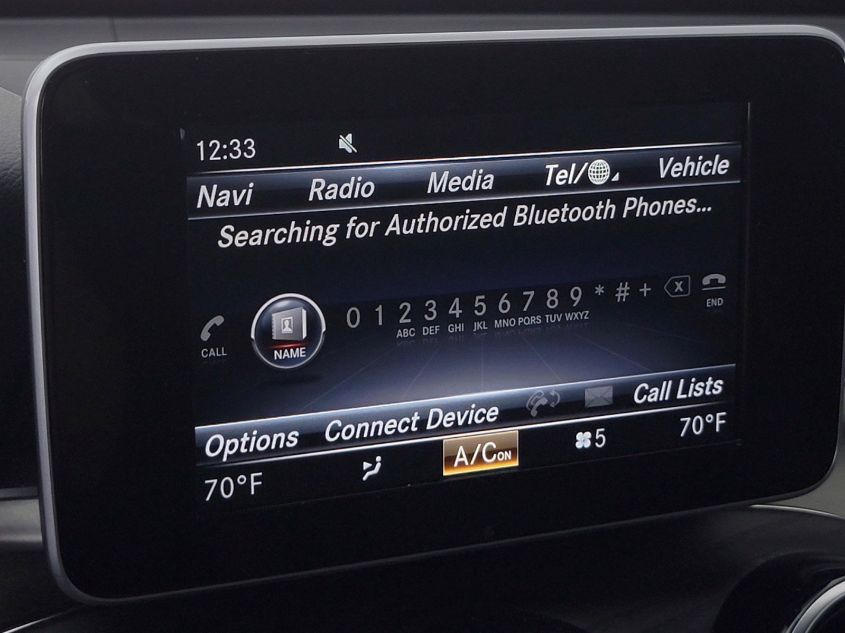 12:33
Navi Radio Media Tel/ Vehicle
Searching for Authorized Bluetooth Phones...
CALL NAME 0 1 2 3 4 5 6 7 8 9 * # + X END
ABC DEF GHI JKL MNO PQRS TUV WXYZ
Options Connect Device Call Lists
70°F A/C ON 5 70°F